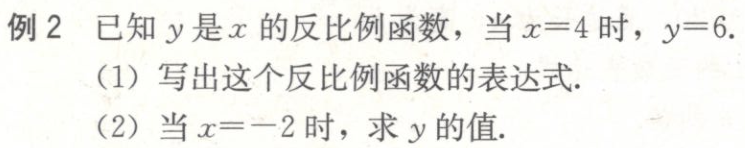 例2 已知 y 是 x 的反比例函数，当 x=4 时，y=6.
（1）写出这个反比例函数的表达式.
（2）当 x=-2 时，求 y 的值.